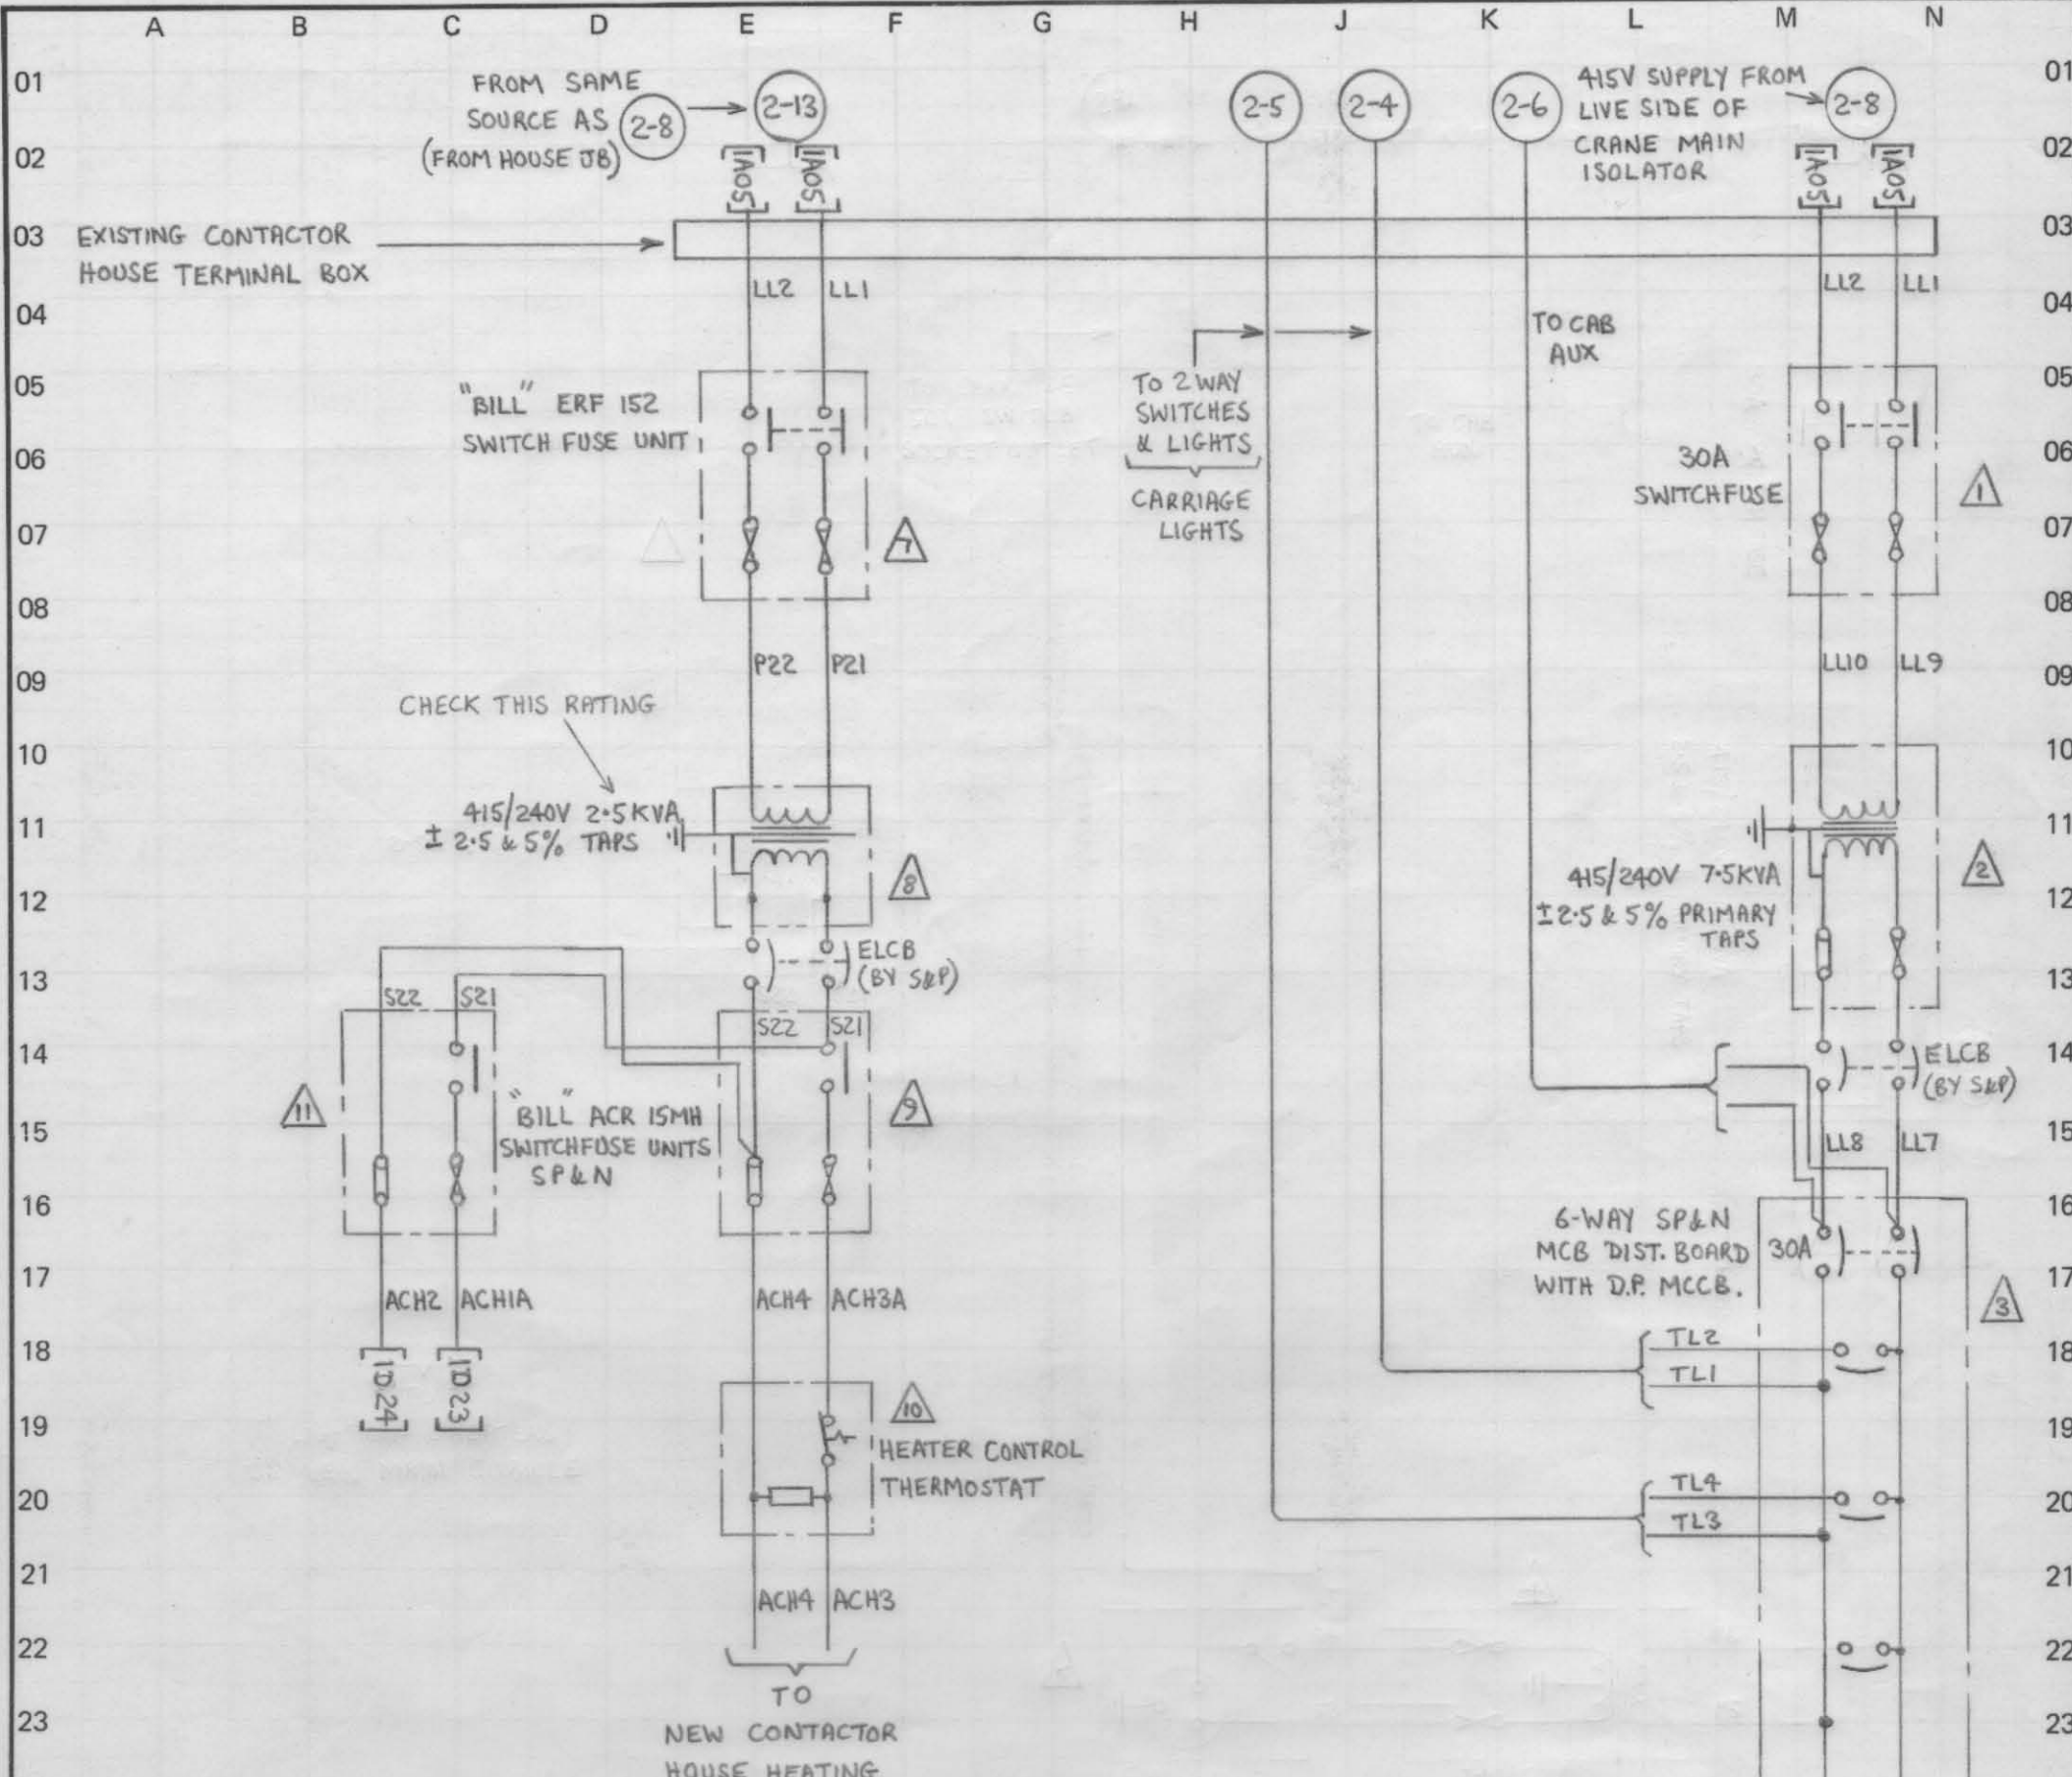 A B C D E F G H J K L M N
01 01
FROM SAME
SOURCE AS 2-8
(FROM HOUSE JB)
2-13
2-5
2-4
2-6
415V SUPPLY FROM
LIVE SIDE OF
CRANE MAIN
ISOLATOR
2-8
02 02
[1A05] [1A05]
[1A05] [1A05]
03 03
EXISTING CONTACTOR
HOUSE TERMINAL BOX
LL2 LL1
LL2 LL1
04 04
TO CAB
AUX
05 05
"BILL" ERF 152
SWITCH FUSE UNIT
TO 2 WAY
SWITCHES
& LIGHTS
CARRIAGE
LIGHTS
06 06
30A
SWITCHFUSE
1
07 07
7
08 08
P22 P21
LL10 LL9
09 09
CHECK THIS RATING
10 10
415/240V 2·5KVA
± 2·5 & 5% TAPS
11 11
8
415/240V 7·5KVA
±2·5 & 5% PRIMARY
TAPS
2
12 12
ELCB
(BY S&P)
13 13
S22 S21
S22 S21
14 14
ELCB
(BY S&P)
11
"BILL" ACR 15MH
SWITCHFUSE UNITS
SP&N
9
15 15
LL8 LL7
16 16
6-WAY SP&N
MCB DIST. BOARD
WITH D.P. MCCB.
30A
17 17
ACH2 ACH1A
ACH4 ACH3A
3
18 18
[1D24] [1D23]
TL2
TL1
10
19 19
HEATER CONTROL
THERMOSTAT
20 20
TL4
TL3
21 21
ACH4 ACH3
22 22
TO
NEW CONTACTOR
HOUSE HEATING
23 23